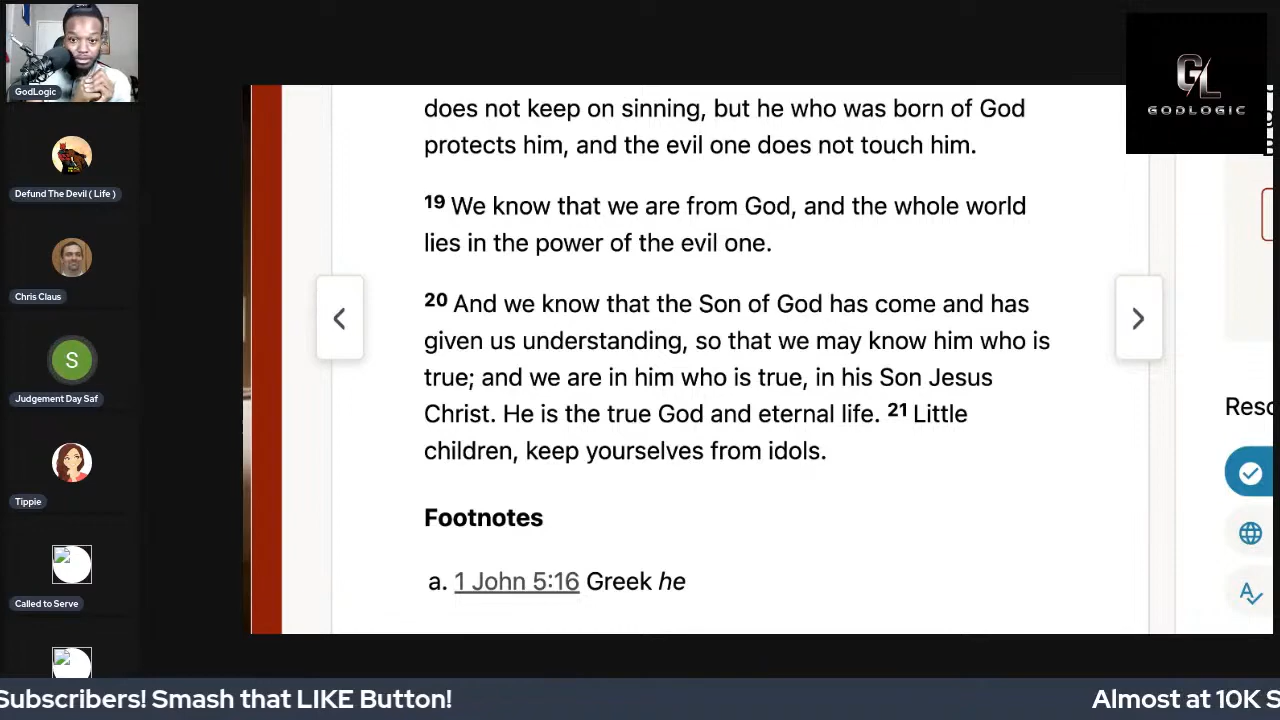 GodLogic
Defund The Devil ( Life )
Chris Claus
S
Judgement Day Saf
Tippie
Called to Serve
GL
GODLOGIC
does not keep on sinning, but he who was born of God
protects him, and the evil one does not touch him.
19 We know that we are from God, and the whole world
lies in the power of the evil one.
20 And we know that the Son of God has come and has
given us understanding, so that we may know him who is
true; and we are in him who is true, in his Son Jesus
Christ. He is the true God and eternal life. 21 Little
children, keep yourselves from idols.
Footnotes
a. 1 John 5:16 Greek he
Reso
A
Subscribers! Smash that LIKE Button!
Almost at 10K S